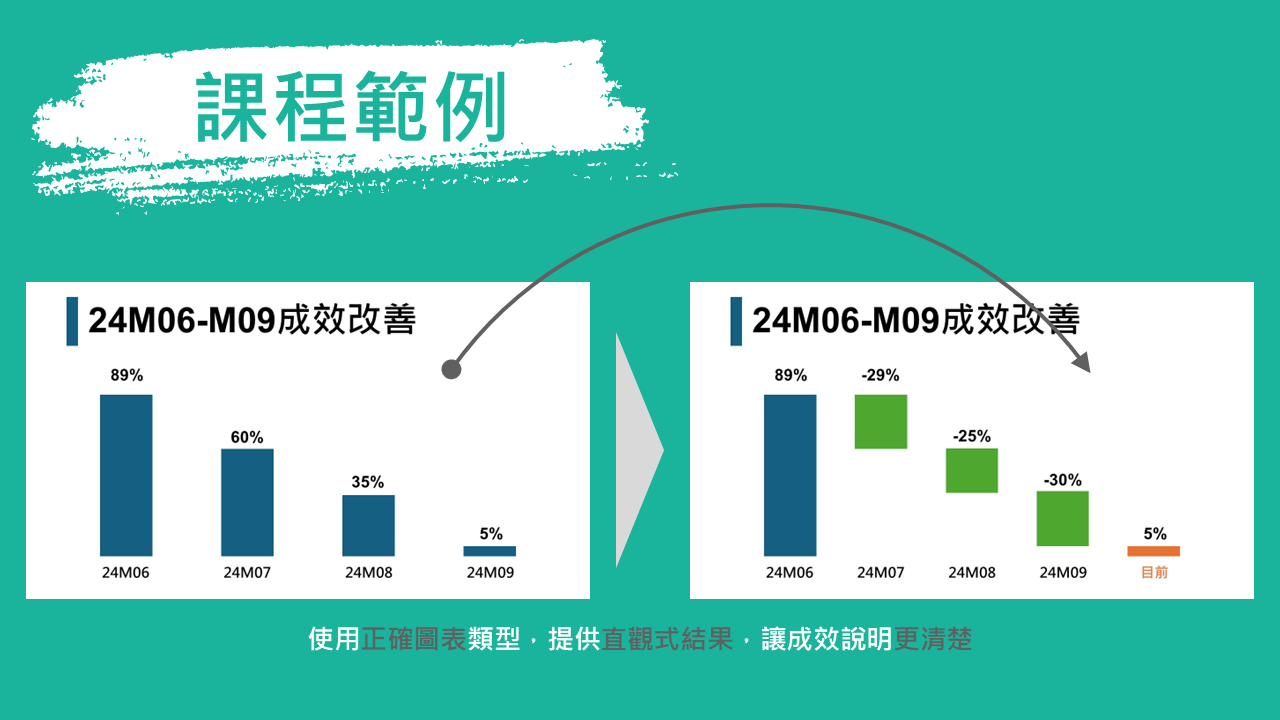 課程範例
24M06-M09成效改善
89%
60%
35%
5%
24M06 24M07 24M08 24M09
24M06-M09成效改善
89% -29%
-25%
-30%
5%
24M06 24M07 24M08 24M09 目前
使用正確圖表類型，提供直觀式結果，讓成效說明更清楚